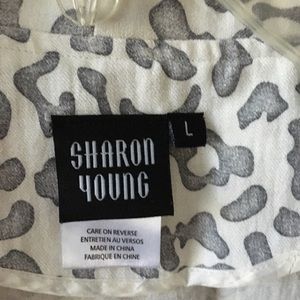 L
SHARON
YOUNG
CARE ON REVERSE
ENTRETIEN AU VERSOS
MADE IN CHINA
FABRIQUE EN CHINE